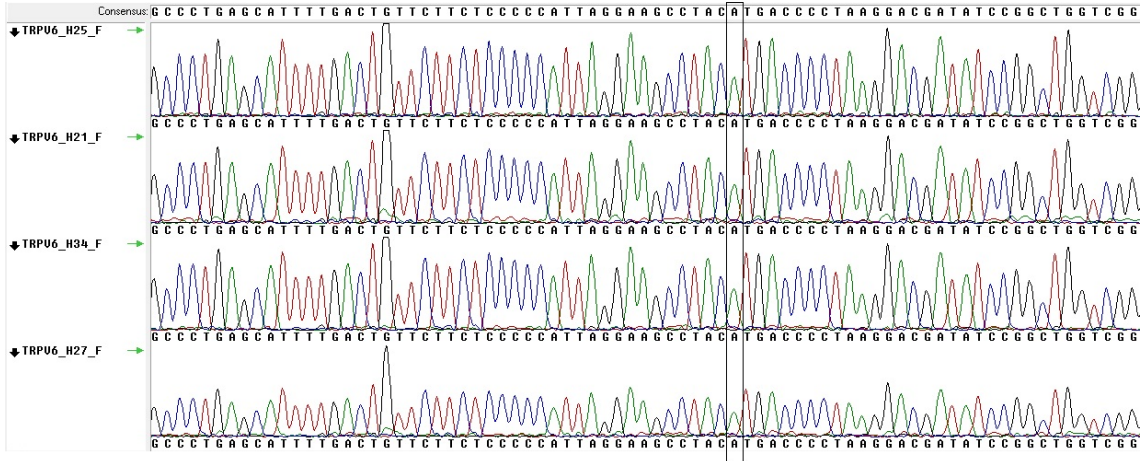 Consensus: GCCCTGAGCATTTTGACTGTTCTTCTCCCCCATTAGGAAGCCTACATGACCCCTAAGGACGATATCCGGCTGGTCGG
TRPV6_H25_F
GCCCTGAGCATTTTGACTGTTCTTCTCCCCCATTAGGAAGCCTACATGACCCCTAAGGACGATATCCGGCTGGTCGG
TRPV6_H21_F
GCCCTGAGCATTTTGACTGTTCTTCTCCCCCATTAGGAAGCCTACATGACCCCTAAGGACGATATCCGGCTGGTCGG
TRPV6_H34_F
GCCCTGAGCATTTTGACTGTTCTTCTCCCCCATTAGGAAGCCTACATGACCCCTAAGGACGATATCCGGCTGGTCGG
TRPV6_H27_F
GCCCTGAGCATTTTGACTGTTCTTCTCCCCCATTAGGAAGCCTACATGACCCCTAAGGACGATATCCGGCTGGTCGG